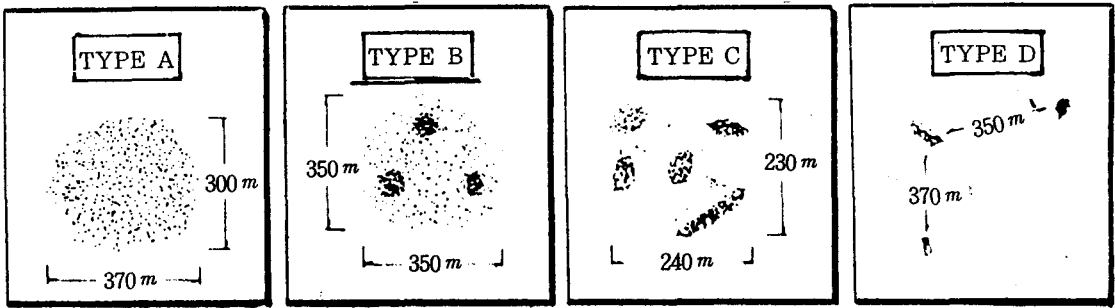 TYPE A
300 m
370 m
TYPE B
350 m
350 m
TYPE C
230 m
240 m
TYPE D
350 m
370 m